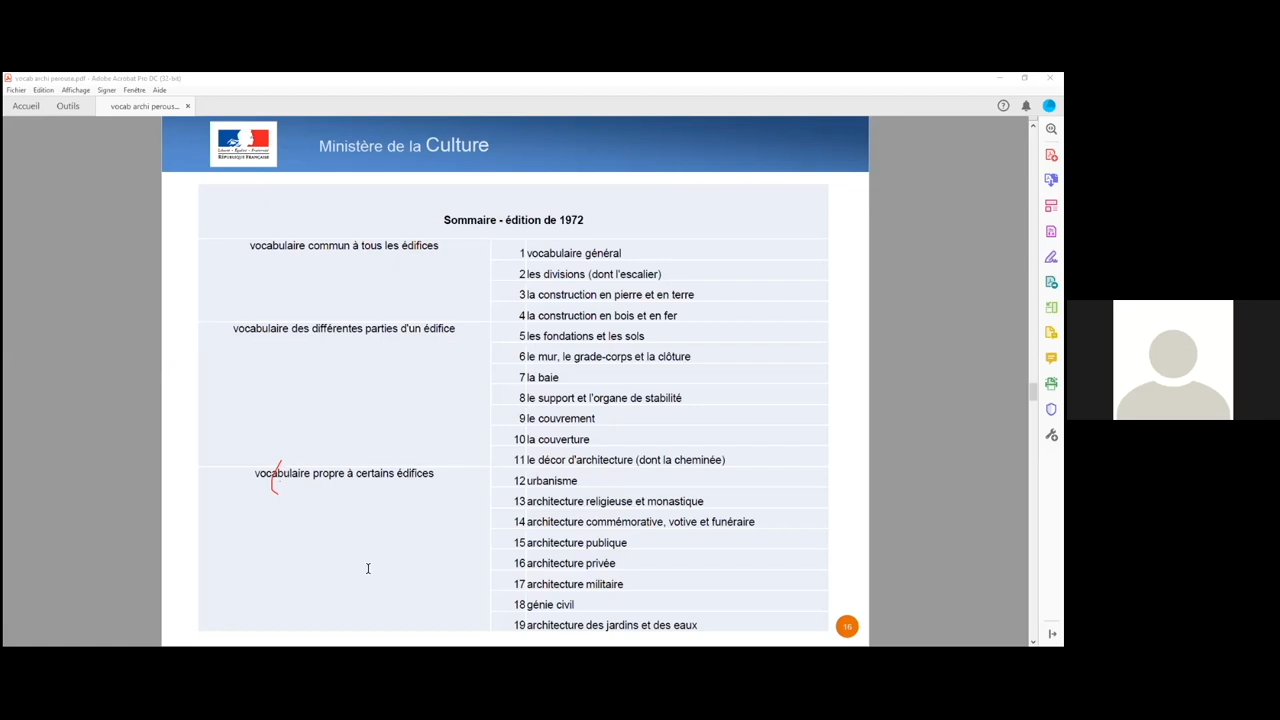 vocab archi perouse.pdf - Adobe Acrobat Pro DC (32-bit)
Fichier Edition Affichage Signer Fenêtre Aide
Accueil Outils vocab archi perous... ×
Liberté • Égalité • Fraternité
RÉPUBLIQUE FRANÇAISE
Ministère de la Culture
Sommaire - édition de 1972
vocabulaire commun à tous les édifices
1 vocabulaire général
2 les divisions (dont l'escalier)
3 la construction en pierre et en terre
4 la construction en bois et en fer
vocabulaire des différentes parties d'un édifice
5 les fondations et les sols
6 le mur, le grade-corps et la clôture
7 la baie
8 le support et l'organe de stabilité
9 le couvrement
10 la couverture
11 le décor d'architecture (dont la cheminée)
vocabulaire propre à certains édifices
12 urbanisme
13 architecture religieuse et monastique
14 architecture commémorative, votive et funéraire
15 architecture publique
16 architecture privée
17 architecture militaire
18 génie civil
19 architecture des jardins et des eaux
16